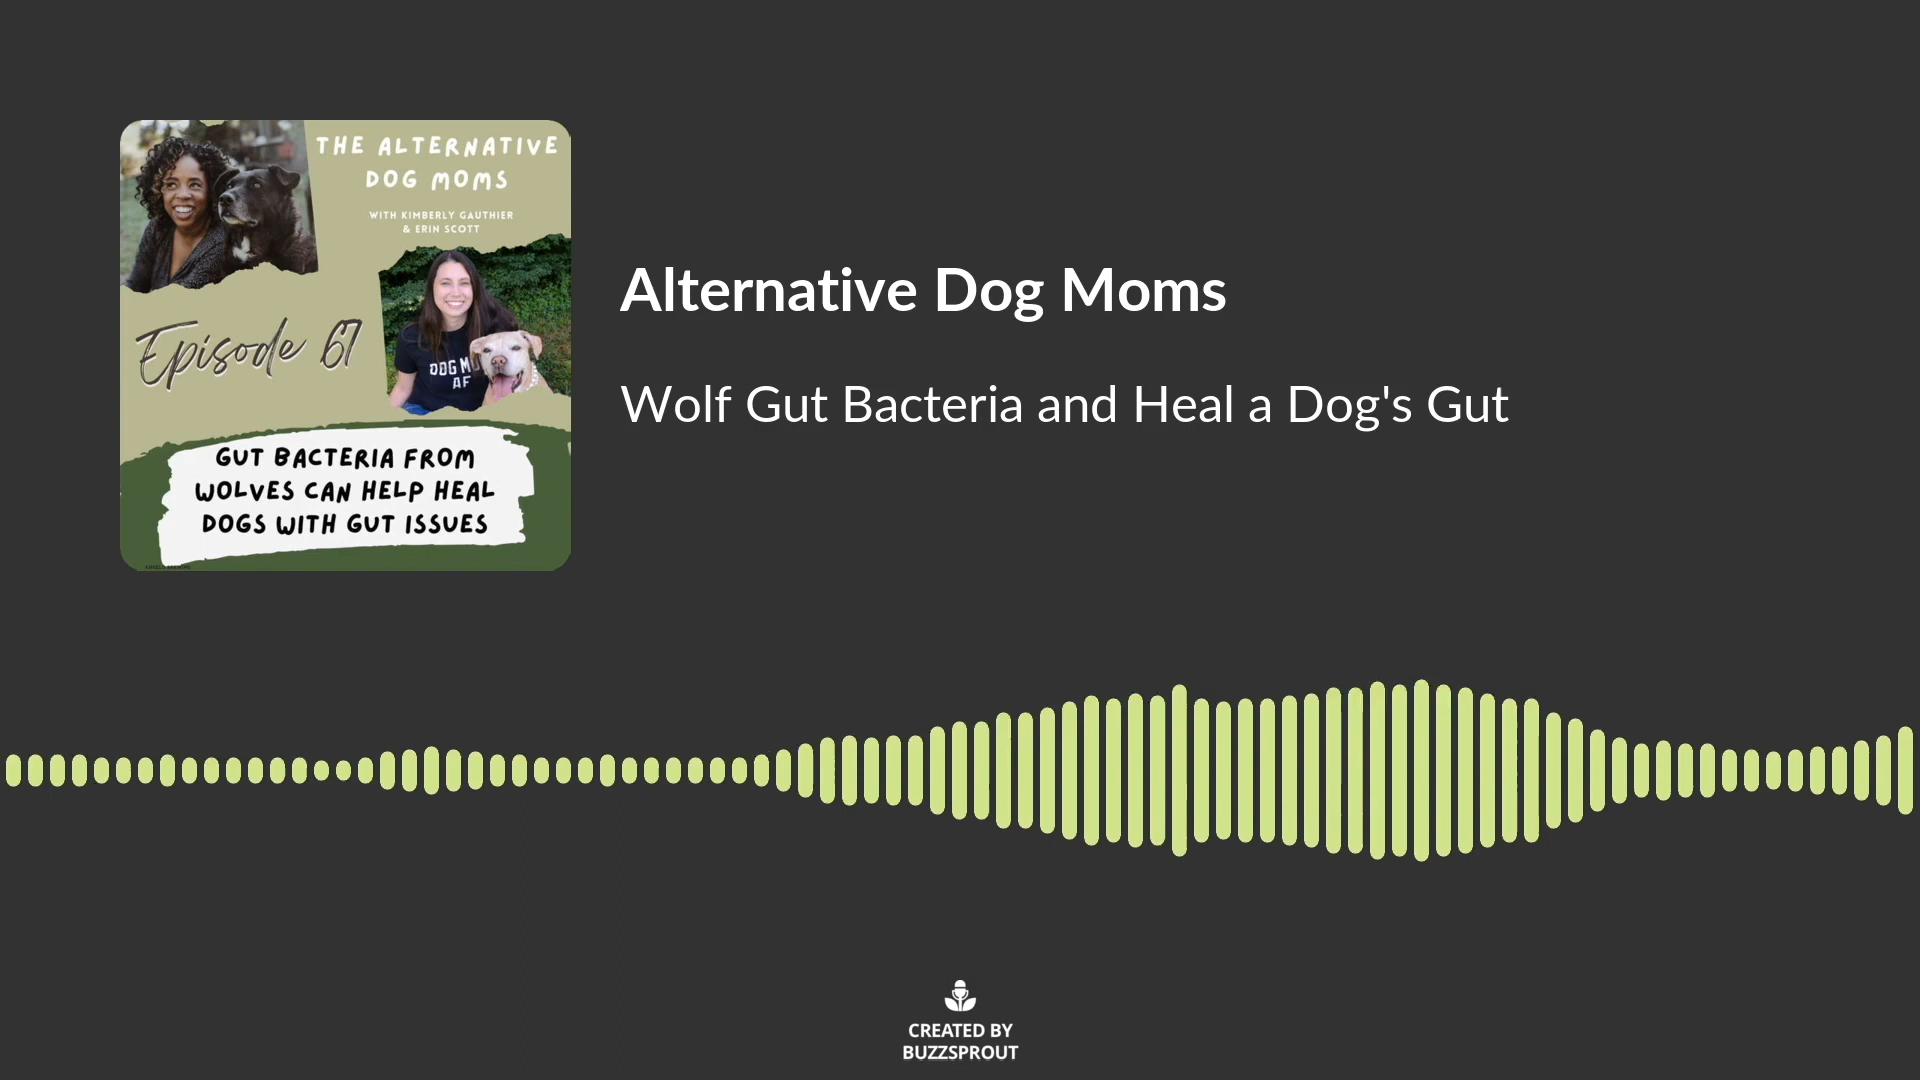 THE ALTERNATIVE
DOG MOMS
WITH KIMBERLY GAUTHIER
& ERIN SCOTT
Episode 67
DOG M
AF
GUT BACTERIA FROM
WOLVES CAN HELP HEAL
DOGS WITH GUT ISSUES
Alternative Dog Moms
Wolf Gut Bacteria and Heal a Dog's Gut
CREATED BY
BUZZSPROUT